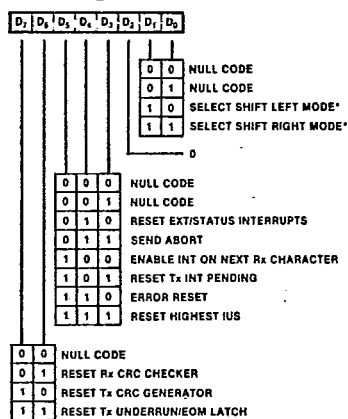 D7 D6 D5 D4 D3 D2 D1 D0
0 0 NULL CODE
0 1 NULL CODE
1 0 SELECT SHIFT LEFT MODE*
1 1 SELECT SHIFT RIGHT MODE*
0
0 0 0 NULL CODE
0 0 1 NULL CODE
0 1 0 RESET EXT/STATUS INTERRUPTS
0 1 1 SEND ABORT
1 0 0 ENABLE INT ON NEXT Rx CHARACTER
1 0 1 RESET Tx INT PENDING
1 1 0 ERROR RESET
1 1 1 RESET HIGHEST IUS
0 0 NULL CODE
0 1 RESET Rx CRC CHECKER
1 0 RESET Tx CRC GENERATOR
1 1 RESET Tx UNDERRUN/EOM LATCH